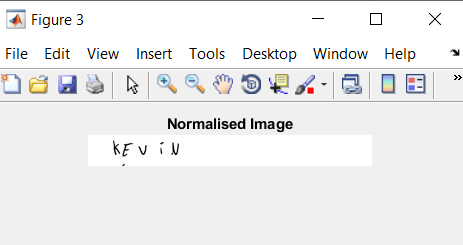 Figure 3
File Edit View Insert Tools Desktop Window Help
Normalised Image
KEViN